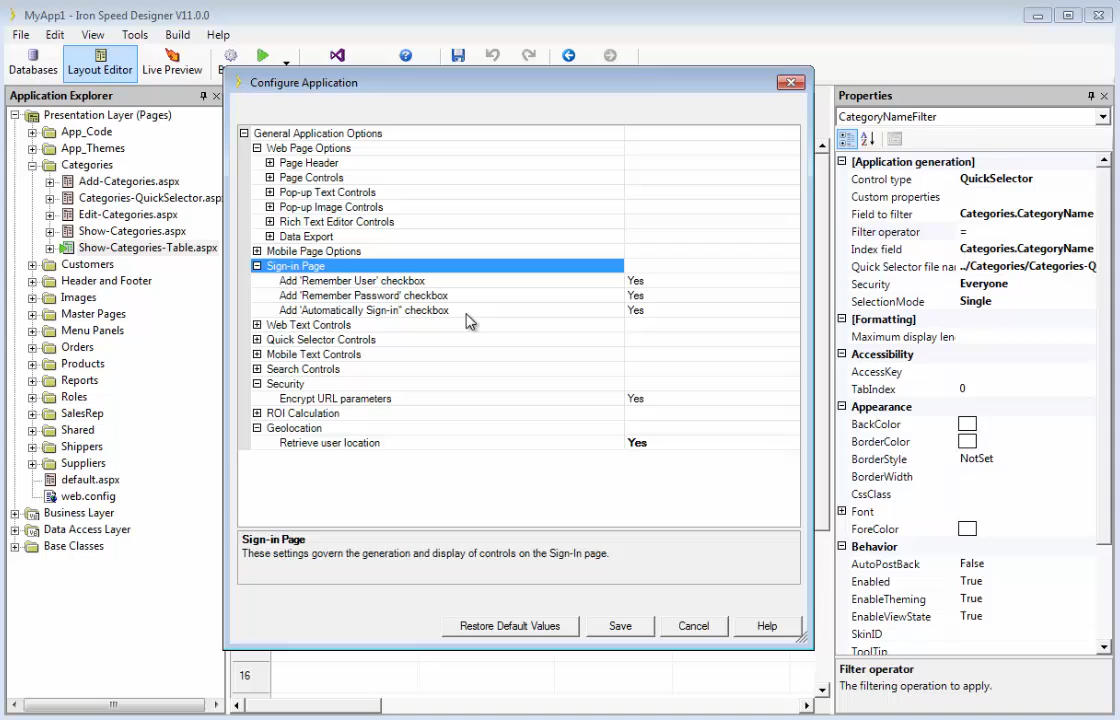 MyApp1 - Iron Speed Designer V11.0.0
File Edit View Tools Build Help
Databases Layout Editor Live Preview
Application Explorer
Presentation Layer (Pages)
App_Code
App_Themes
Categories
Add-Categories.aspx
Categories-QuickSelector.asp
Edit-Categories.aspx
Show-Categories.aspx
Show-Categories-Table.aspx
Customers
Header and Footer
Images
Master Pages
Menu Panels
Orders
Products
Reports
Roles
SalesRep
Shared
Shippers
Suppliers
default.aspx
web.config
Business Layer
Data Access Layer
Base Classes
Configure Application
General Application Options
Web Page Options
Page Header
Page Controls
Pop-up Text Controls
Pop-up Image Controls
Rich Text Editor Controls
Data Export
Mobile Page Options
Sign-in Page
Add 'Remember User' checkbox Yes
Add 'Remember Password' checkbox Yes
Add 'Automatically Sign-in" checkbox Yes
Web Text Controls
Quick Selector Controls
Mobile Text Controls
Search Controls
Security
Encrypt URL parameters Yes
ROI Calculation
Geolocation
Retrieve user location Yes
Sign-in Page
These settings govern the generation and display of controls on the Sign-In page.
Restore Default Values Save Cancel Help
16
Properties
CategoryNameFilter
[Application generation]
Control type QuickSelector
Custom properties
Field to filter Categories.CategoryName
Filter operator =
Index field Categories.CategoryName
Quick Selector file nar ../Categories/Categories-Q
Security Everyone
SelectionMode Single
[Formatting]
Maximum display len
Accessibility
AccessKey
TabIndex 0
Appearance
BackColor
BorderColor
BorderStyle NotSet
BorderWidth
CssClass
Font
ForeColor
Behavior
AutoPostBack False
Enabled True
EnableTheming True
EnableViewState True
SkinID
ToolTip
Filter operator
The filtering operation to apply.